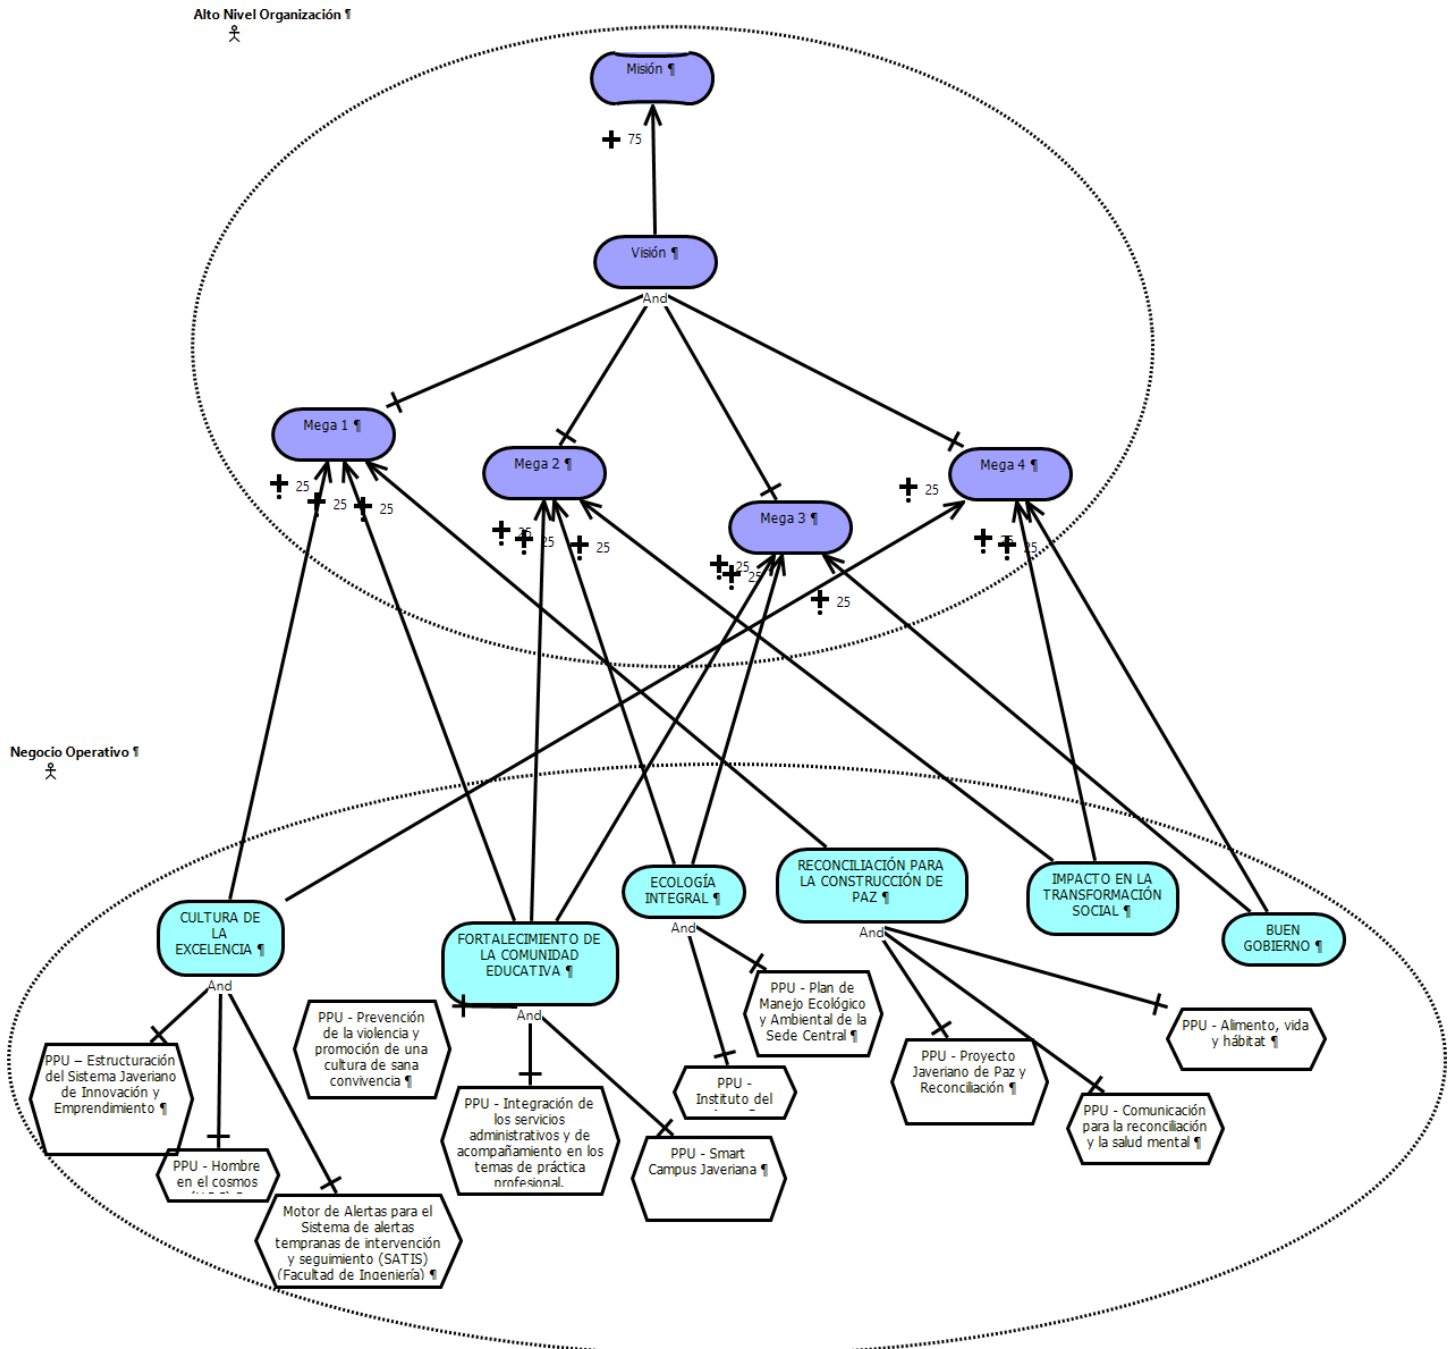 Alto Nivel Organización ¶
Misión ¶
75
Visión ¶
And
Mega 1 ¶
Mega 2 ¶
Mega 3 ¶
Mega 4 ¶
25
25
25
25
25
25
25
25
25
25
25
25
Negocio Operativo ¶
CULTURA DE
LA
EXCELENCIA ¶
And
FORTALECIMIENTO DE
LA COMUNIDAD
EDUCATIVA ¶
And
ECOLOGÍA
INTEGRAL ¶
And
RECONCILIACIÓN PARA
LA CONSTRUCCIÓN DE
PAZ ¶
And
IMPACTO EN LA
TRANSFORMACIÓN
SOCIAL ¶
BUEN
GOBIERNO ¶
PPU – Estructuración
del Sistema Javeriano
de Innovación y
Emprendimiento ¶
PPU - Hombre
en el cosmos
Motor de Alertas para el
Sistema de alertas
tempranas de intervención
y seguimiento (SATIS)
(Facultad de Ingeniería) ¶
PPU - Prevención
de la violencia y
promoción de una
cultura de sana
convivencia ¶
PPU - Integración de
los servicios
administrativos y de
acompañamiento en los
temas de práctica
profesional.
PPU - Smart
Campus Javeriana ¶
PPU -
Instituto del
PPU - Plan de
Manejo Ecológico
y Ambiental de la
Sede Central ¶
PPU - Proyecto
Javeriano de Paz y
Reconciliación ¶
PPU - Comunicación
para la reconciliación
y la salud mental ¶
PPU - Alimento, vida
y hábitat ¶